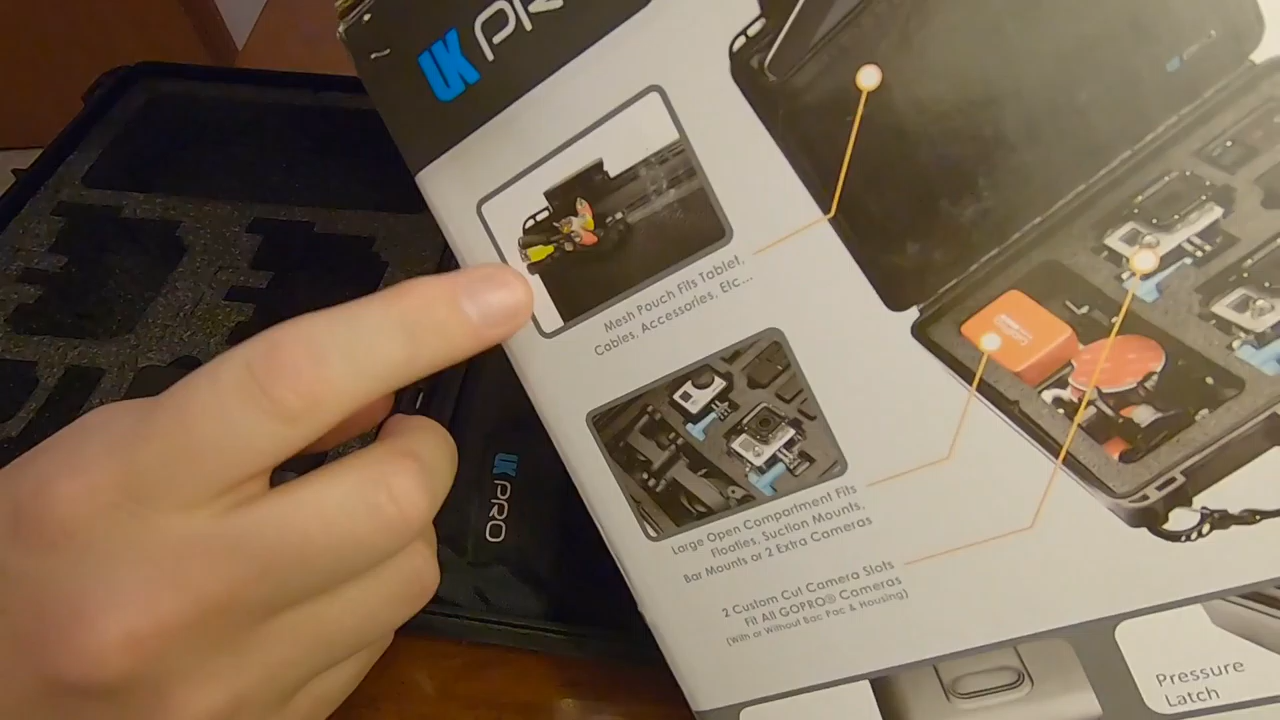 UK PRO
Mesh Pouch Fits Tablet,
Cables, Accessories, Etc...
Large Open Compartment Fits
Floaties, Suction Mounts,
Bar Mounts or 2 Extra Cameras
2 Custom Cut Camera Slots
Fit All GOPRO® Cameras
(With or Without Bac Pac & Housing)
Pressure
Latch
UK PRO